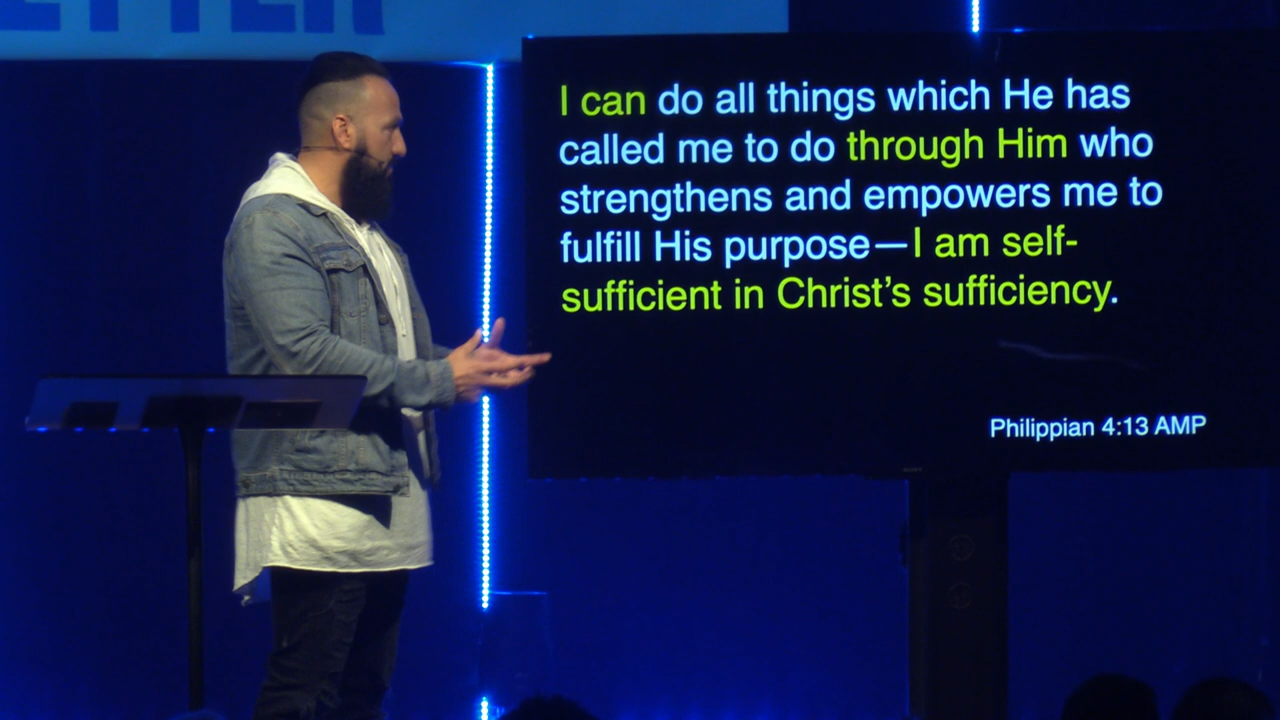 I can do all things which He has
called me to do through Him who
strengthens and empowers me to
fulfill His purpose—I am self-
sufficient in Christ's sufficiency.
Philippian 4:13 AMP